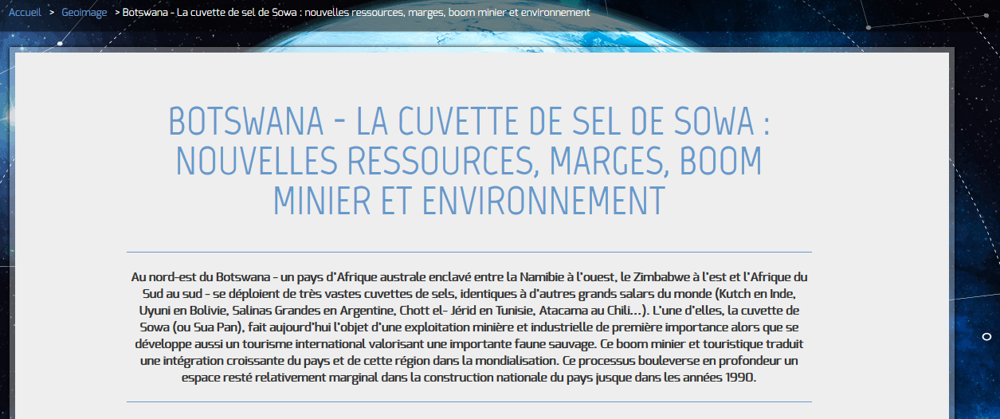 Accueil > Geoimage > Botswana - La cuvette de sel de Sowa : nouvelles ressources, marges, boom minier et environnement
BOTSWANA - LA CUVETTE DE SEL DE SOWA :
NOUVELLES RESSOURCES, MARGES, BOOM
MINIER ET ENVIRONNEMENT
Au nord-est du Botswana - un pays d'Afrique australe enclavé entre la Namibie à l'ouest, le Zimbabwe à l'est et l'Afrique du
Sud au sud - se déploient de très vastes cuvettes de sels, identiques à d'autres grands salars du monde (Kutch en Inde,
Uyuni en Bolivie, Salinas Grandes en Argentine, Chott el- Jérid en Tunisie, Atacama au Chili...). L'une d'elles, la cuvette de
Sowa (ou Sua Pan), fait aujourd'hui l'objet d'une exploitation minière et industrielle de première importance alors que se
développe aussi un tourisme international valorisant une importante faune sauvage. Ce boom minier et touristique traduit
une intégration croissante du pays et de cette région dans la mondialisation. Ce processus bouleverse en profondeur un
espace resté relativement marginal dans la construction nationale du pays jusque dans les années 1990.